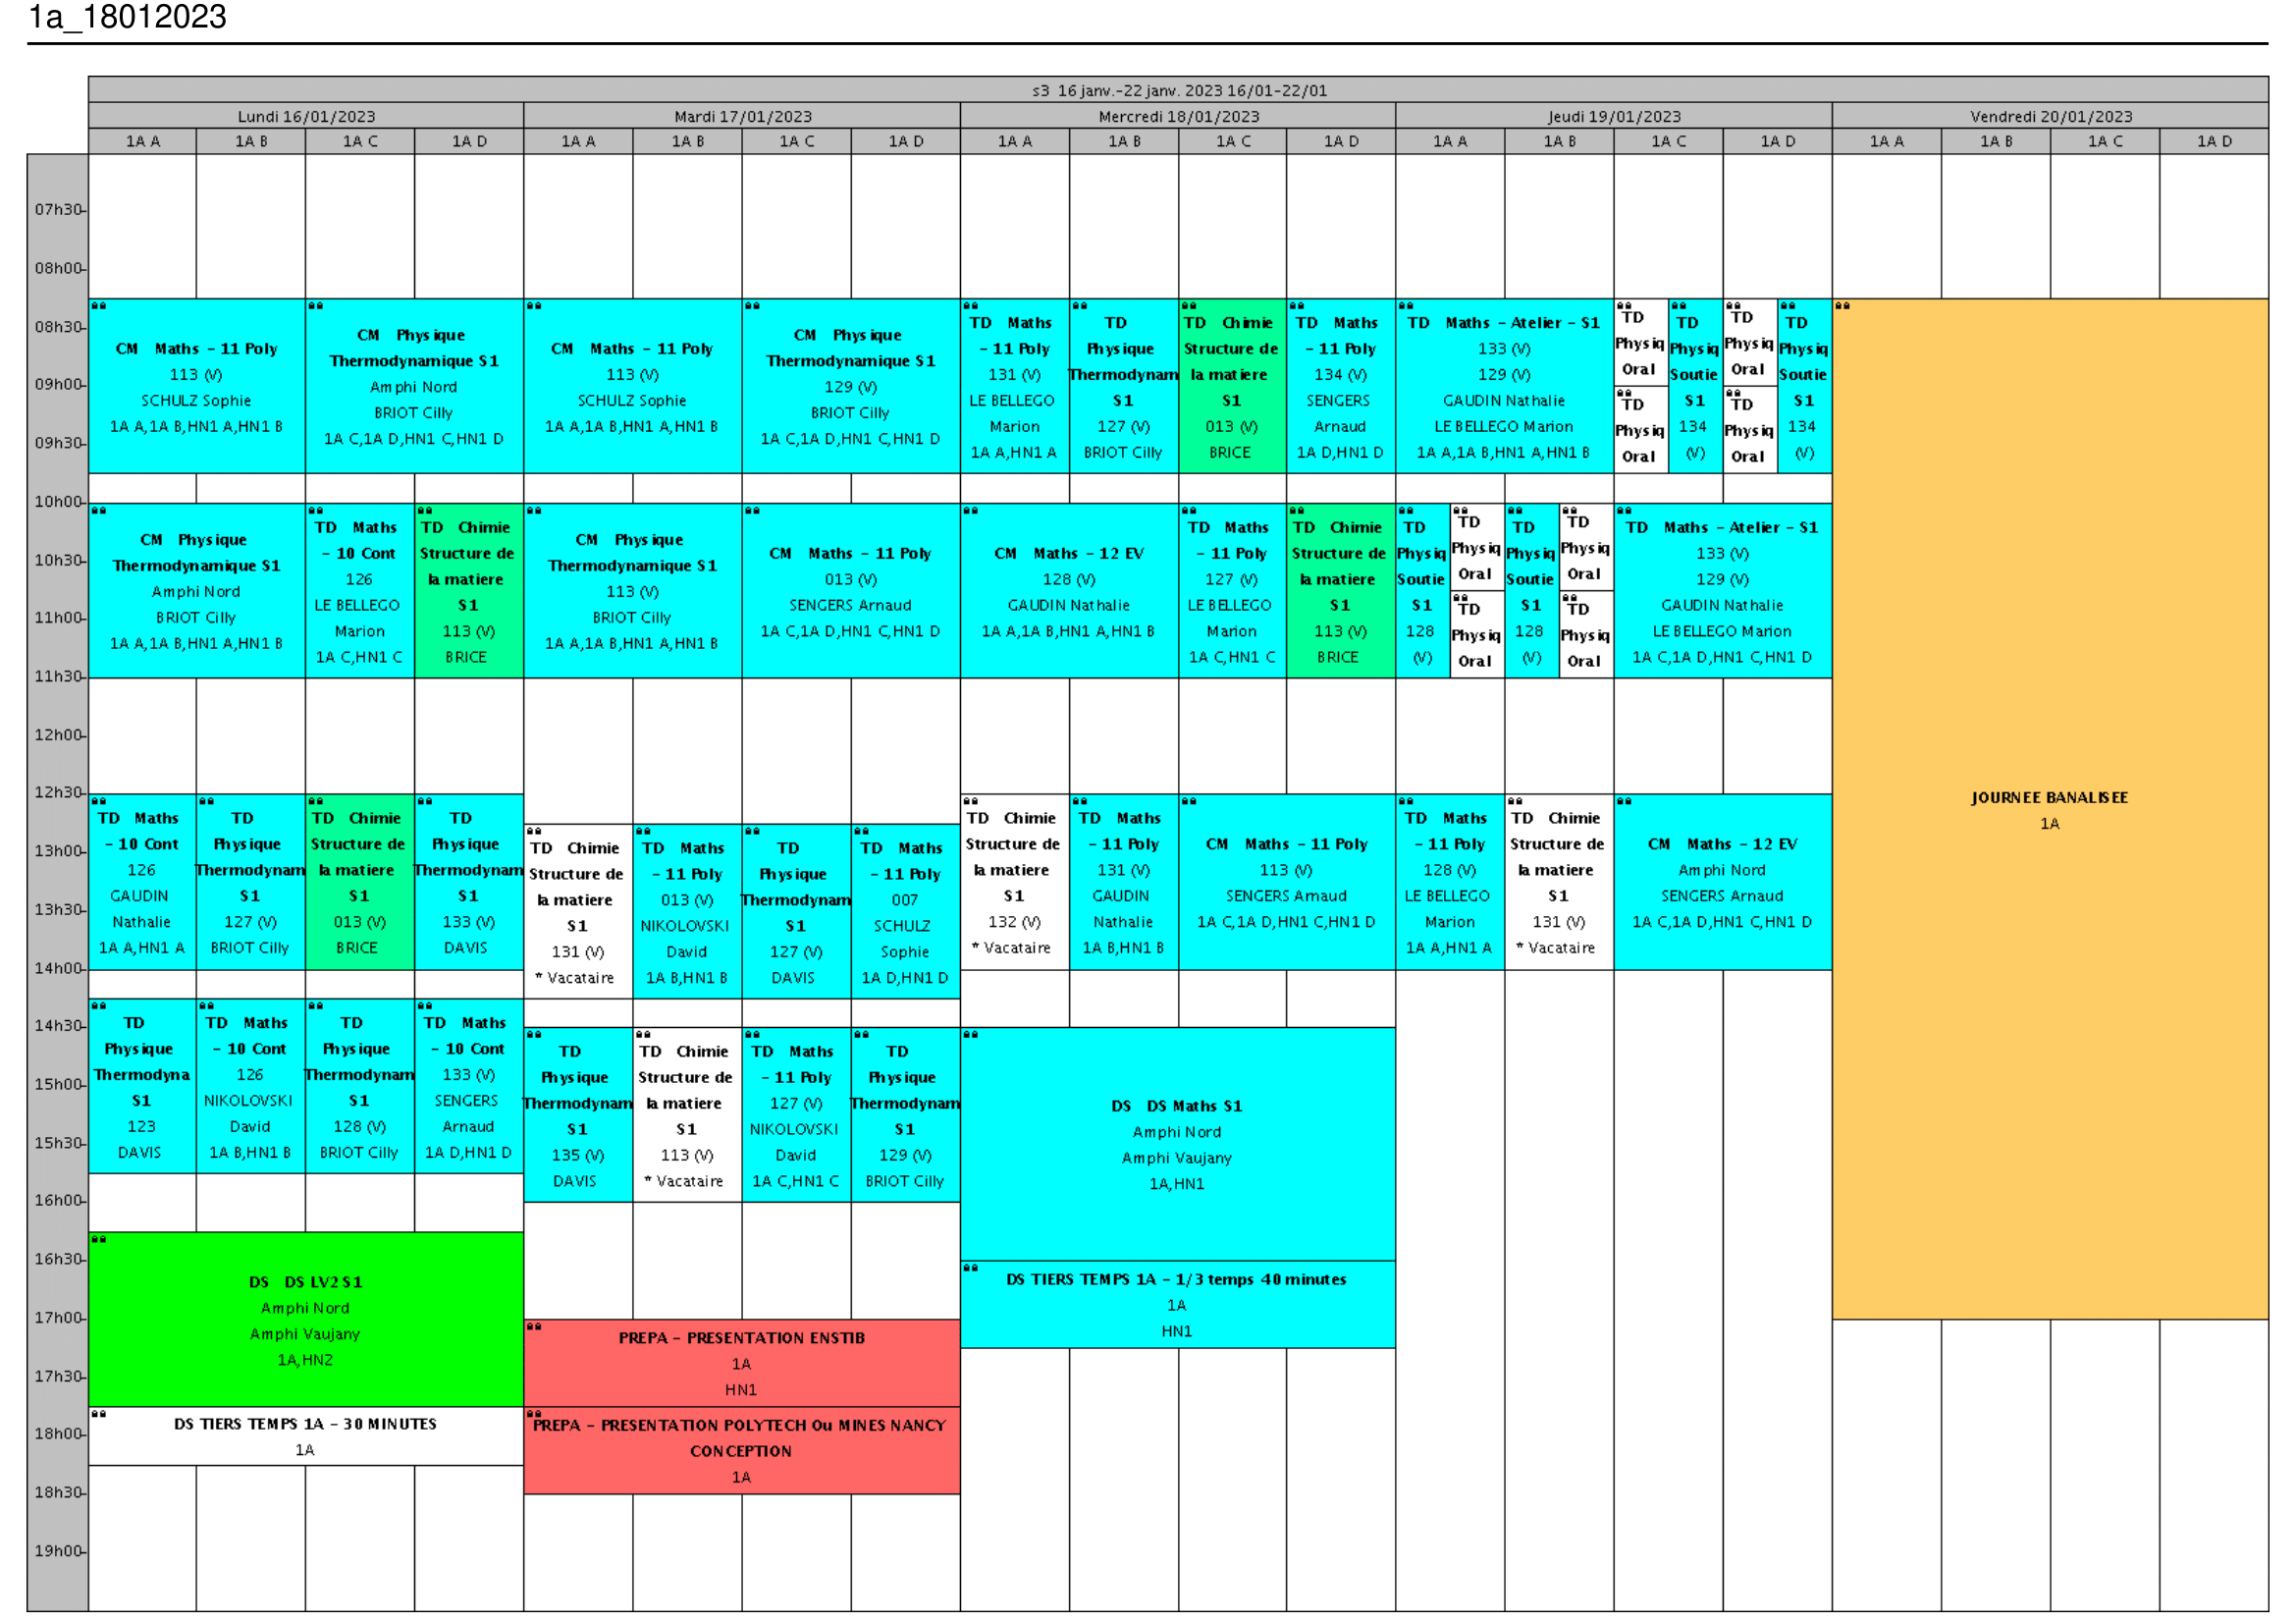 1a_18012023
s3 16 janv.-22 janv. 2023 16/01-22/01
Lundi 16/01/2023 Mardi 17/01/2023 Mercredi 18/01/2023 Jeudi 19/01/2023 Vendredi 20/01/2023
1A A 1A B 1A C 1A D 1A A 1A B 1A C 1A D 1A A 1A B 1A C 1A D 1A A 1A B 1A C 1A D 1A A 1A B 1A C 1A D
07h30
08h00
08h30
09h00
09h30
10h00
10h30
11h00
11h30
12h00
12h30
13h00
13h30
14h00
14h30
15h00
15h30
16h00
16h30
17h00
17h30
18h00
18h30
19h00
CM Maths - 11 Poly
113 (V)
SCHULZ Sophie
1A A,1A B,HN1 A,HN1 B
CM Physique
Thermodynamique S1
Amphi Nord
BRIOT Cilly
1A C,1A D,HN1 C,HN1 D
CM Physique
Thermodynamique S1
Amphi Nord
BRIOT Cilly
1A A,1A B,HN1 A,HN1 B
TD Maths
- 10 Cont
126
LE BELLEGO
Marion
1A C,HN1 C
TD Chimie
Structure de
la matiere
S1
113 (V)
BRICE
TD Maths
- 10 Cont
126
GAUDIN
Nathalie
1A A,HN1 A
TD
Physique
Thermodynam
S1
127 (V)
BRIOT Cilly
TD Chimie
Structure de
la matiere
S1
013 (V)
BRICE
TD
Physique
Thermodynam
S1
133 (V)
DAVIS
TD
Physique
Thermodyna
S1
123
DAVIS
TD Maths
- 10 Cont
126
NIKOLOVSKI
David
1A B,HN1 B
TD
Physique
Thermodynam
S1
128 (V)
BRIOT Cilly
TD Maths
- 10 Cont
133 (V)
SENGERS
Arnaud
1A D,HN1 D
DS DS LV2 S1
Amphi Nord
Amphi Vaujany
1A,HN2
DS TIERS TEMPS 1A - 30 MINUTES
1A
CM Maths - 11 Poly
113 (V)
SCHULZ Sophie
1A A,1A B,HN1 A,HN1 B
CM Physique
Thermodynamique S1
129 (V)
BRIOT Cilly
1A C,1A D,HN1 C,HN1 D
CM Physique
Thermodynamique S1
113 (V)
BRIOT Cilly
1A A,1A B,HN1 A,HN1 B
CM Maths - 11 Poly
013 (V)
SENGERS Arnaud
1A C,1A D,HN1 C,HN1 D
TD Chimie
Structure de
la matiere
S1
131 (V)
* Vacataire
TD Maths
- 11 Poly
013 (V)
NIKOLOVSKI
David
1A B,HN1 B
TD
Physique
Thermodynam
S1
127 (V)
DAVIS
TD Maths
- 11 Poly
007
SCHULZ
Sophie
1A D,HN1 D
TD
Physique
Thermodynam
S1
135 (V)
DAVIS
TD Chimie
Structure de
la matiere
S1
113 (V)
* Vacataire
TD Maths
- 11 Poly
127 (V)
NIKOLOVSKI
David
1A C,HN1 C
TD
Physique
Thermodynam
S1
129 (V)
BRIOT Cilly
PREPA - PRESENTATION ENSTIB
1A
HN1
PREPA - PRESENTATION POLYTECH Ou MINES NANCY
CONCEPTION
1A
TD Maths
- 11 Poly
131 (V)
LE BELLEGO
Marion
1A A,HN1 A
TD
Physique
Thermodynam
S1
127 (V)
BRIOT Cilly
TD Chimie
Structure de
la matiere
S1
013 (V)
BRICE
TD Maths
- 11 Poly
134 (V)
SENGERS
Arnaud
1A D,HN1 D
CM Maths - 12 EV
128 (V)
GAUDIN Nathalie
1A A,1A B,HN1 A,HN1 B
TD Maths
- 11 Poly
127 (V)
LE BELLEGO
Marion
1A C,HN1 C
TD Chimie
Structure de
la matiere
S1
113 (V)
BRICE
TD Chimie
Structure de
la matiere
S1
132 (V)
* Vacataire
TD Maths
- 11 Poly
131 (V)
GAUDIN
Nathalie
1A B,HN1 B
CM Maths - 11 Poly
113 (V)
SENGERS Arnaud
1A C,1A D,HN1 C,HN1 D
DS DS Maths S1
Amphi Nord
Amphi Vaujany
1A,HN1
DS TIERS TEMPS 1A - 1/3 temps 40 minutes
1A
HN1
TD Maths - Atelier - S1
133 (V)
129 (V)
GAUDIN Nathalie
LE BELLEGO Marion
1A A,1A B,HN1 A,HN1 B
TD
Physiq
Oral
TD
Physiq
Oral
TD
Physiq
Soutie
S1
134
(V)
TD
Physiq
Oral
TD
Physiq
Oral
TD
Physiq
Soutie
S1
134
(V)
TD
Physiq
Soutie
S1
128
(V)
TD
Physiq
Oral
TD
Physiq
Oral
TD
Physiq
Soutie
S1
128
(V)
TD
Physiq
Oral
TD
Physiq
Oral
TD Maths - Atelier - S1
133 (V)
129 (V)
GAUDIN Nathalie
LE BELLEGO Marion
1A C,1A D,HN1 C,HN1 D
TD Maths
- 11 Poly
128 (V)
LE BELLEGO
Marion
1A A,HN1 A
TD Chimie
Structure de
la matiere
S1
131 (V)
* Vacataire
CM Maths - 12 EV
Amphi Nord
SENGERS Arnaud
1A C,1A D,HN1 C,HN1 D
JOURNEE BANALISEE
1A